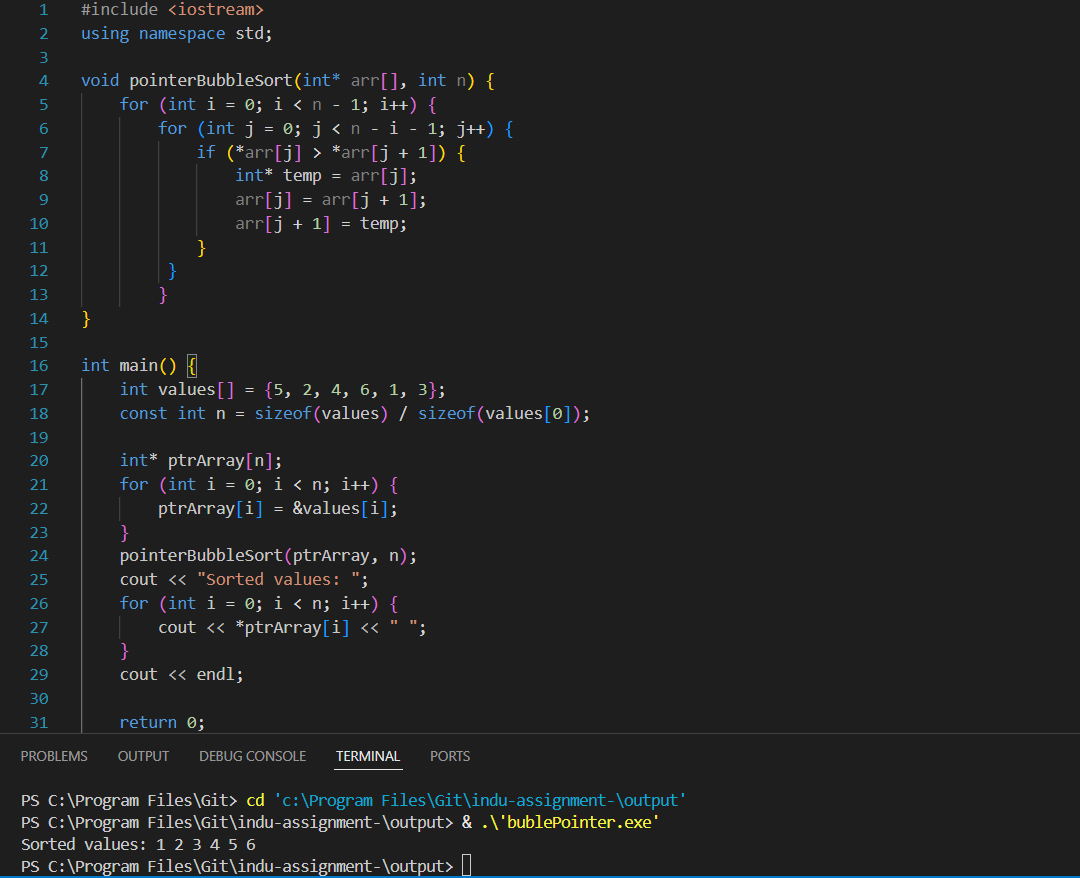 1 #include <iostream>
2 using namespace std;
3
4 void pointerBubbleSort(int* arr[], int n) {
5     for (int i = 0; i < n - 1; i++) {
6         for (int j = 0; j < n - i - 1; j++) {
7             if (*arr[j] > *arr[j + 1]) {
8                 int* temp = arr[j];
9                 arr[j] = arr[j + 1];
10                 arr[j + 1] = temp;
11             }
12          }
13         }
14 }
15
16 int main() {
17     int values[] = {5, 2, 4, 6, 1, 3};
18     const int n = sizeof(values) / sizeof(values[0]);
19
20     int* ptrArray[n];
21     for (int i = 0; i < n; i++) {
22         ptrArray[i] = &values[i];
23     }
24     pointerBubbleSort(ptrArray, n);
25     cout << "Sorted values: ";
26     for (int i = 0; i < n; i++) {
27         cout << *ptrArray[i] << " ";
28     }
29     cout << endl;
30
31     return 0;
PROBLEMS OUTPUT DEBUG CONSOLE TERMINAL PORTS
PS C:\Program Files\Git> cd 'c:\Program Files\Git\indu-assignment-\output'
PS C:\Program Files\Git\indu-assignment-\output> & .\'bublePointer.exe'
Sorted values: 1 2 3 4 5 6
PS C:\Program Files\Git\indu-assignment-\output>